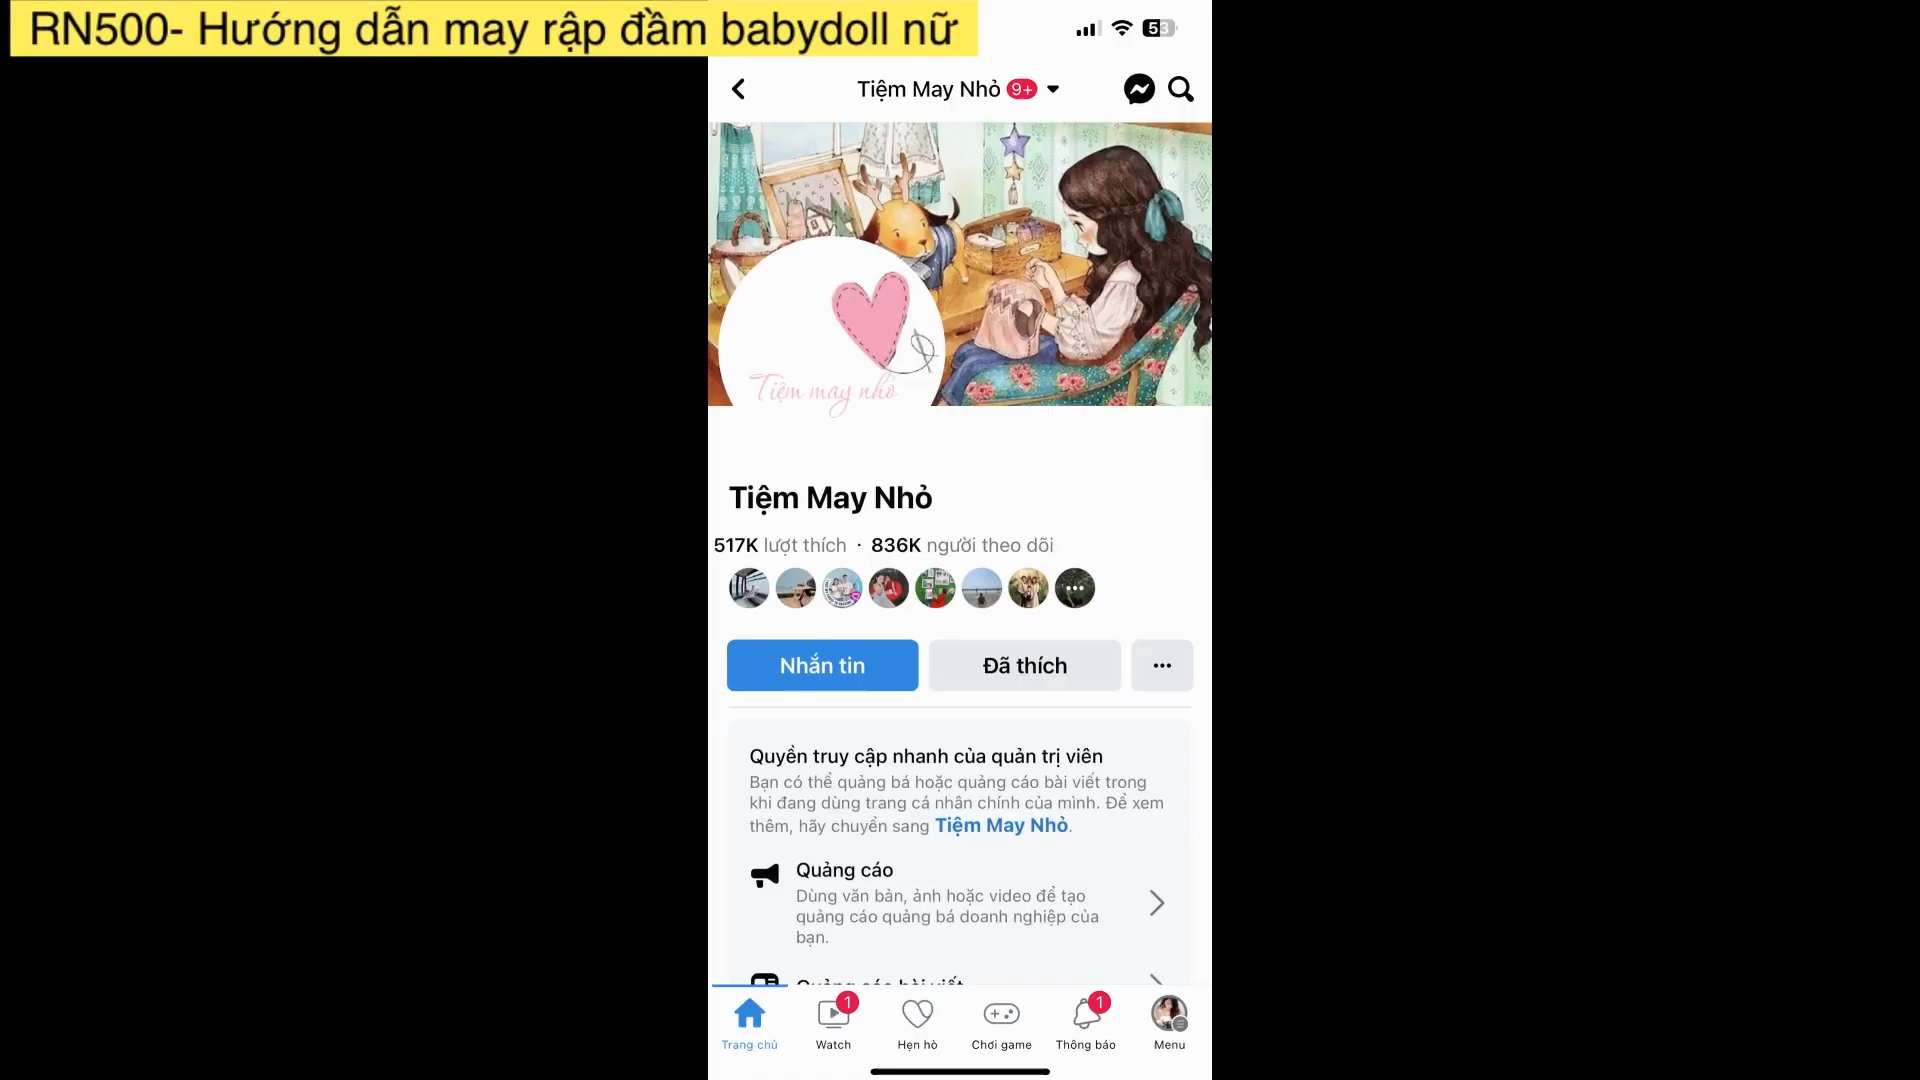 RN500- Hướng dẫn may rập đầm babydoll nữ
53
Tiệm May Nhỏ 9+
Tiệm may nhỏ
Tiệm May Nhỏ
517K lượt thích · 836K người theo dõi
Nhắn tin
Đã thích
Quyền truy cập nhanh của quản trị viên
Bạn có thể quảng bá hoặc quảng cáo bài viết trong
khi đang dùng trang cá nhân chính của mình. Để xem
thêm, hãy chuyển sang Tiệm May Nhỏ.
Quảng cáo
Dùng văn bản, ảnh hoặc video để tạo
quảng cáo quảng bá doanh nghiệp của
bạn.
Quảng cáo bài viết
1
1
Trang chủ
Watch
Hẹn hò
Chơi game
Thông báo
Menu